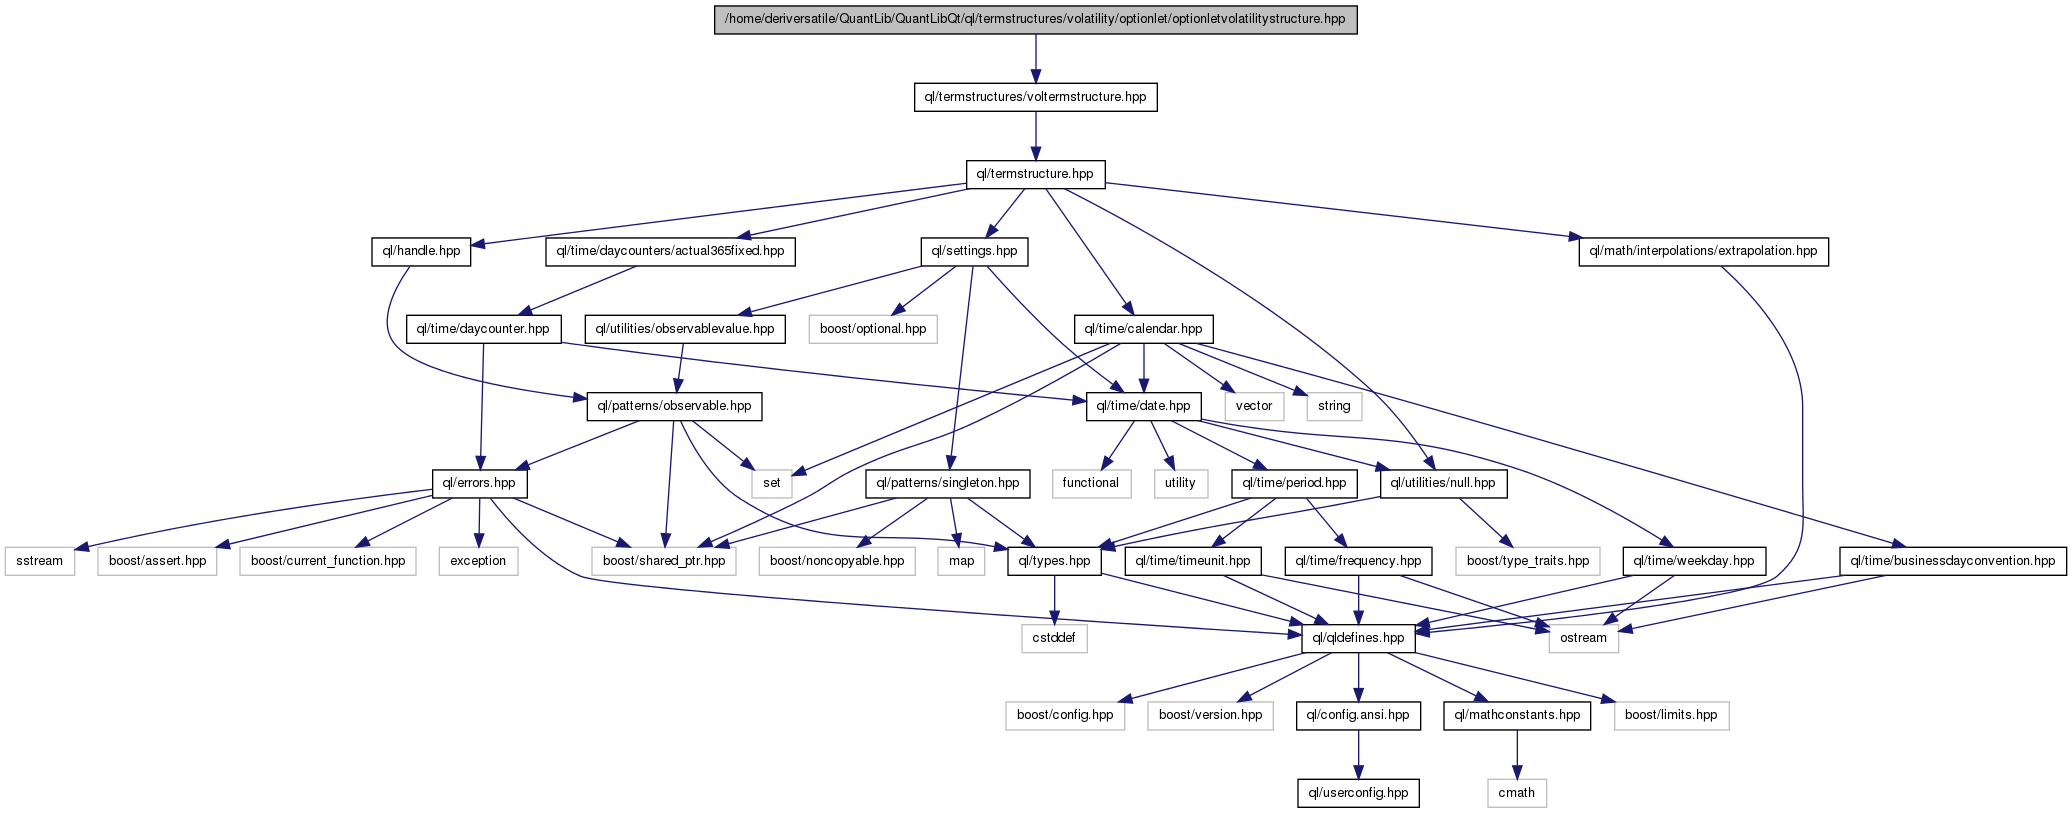 /home/deriversatile/QuantLib/QuantLibQt/ql/termstructures/volatility/optionlet/optionletvolatilitystructure.hpp
ql/termstructures/voltermstructure.hpp
ql/termstructure.hpp
ql/handle.hpp
ql/time/daycounters/actual365fixed.hpp
ql/settings.hpp
ql/math/interpolations/extrapolation.hpp
ql/time/daycounter.hpp
ql/utilities/observablevalue.hpp
boost/optional.hpp
ql/time/calendar.hpp
ql/patterns/observable.hpp
ql/time/date.hpp
vector
string
ql/errors.hpp
set
ql/patterns/singleton.hpp
functional
utility
ql/time/period.hpp
ql/utilities/null.hpp
sstream
boost/assert.hpp
boost/current_function.hpp
exception
boost/shared_ptr.hpp
boost/noncopyable.hpp
map
ql/types.hpp
ql/time/timeunit.hpp
ql/time/frequency.hpp
boost/type_traits.hpp
ql/time/weekday.hpp
ql/time/businessdayconvention.hpp
cstddef
ql/qldefines.hpp
ostream
boost/config.hpp
boost/version.hpp
ql/config.ansi.hpp
ql/mathconstants.hpp
boost/limits.hpp
ql/userconfig.hpp
cmath